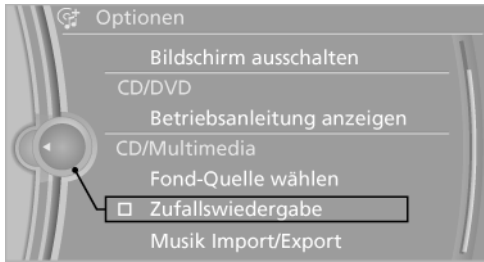 Optionen
Bildschirm ausschalten
CD/DVD
Betriebsanleitung anzeigen
CD/Multimedia
Fond-Quelle wählen
Zufallswiedergabe
Musik Import/Export